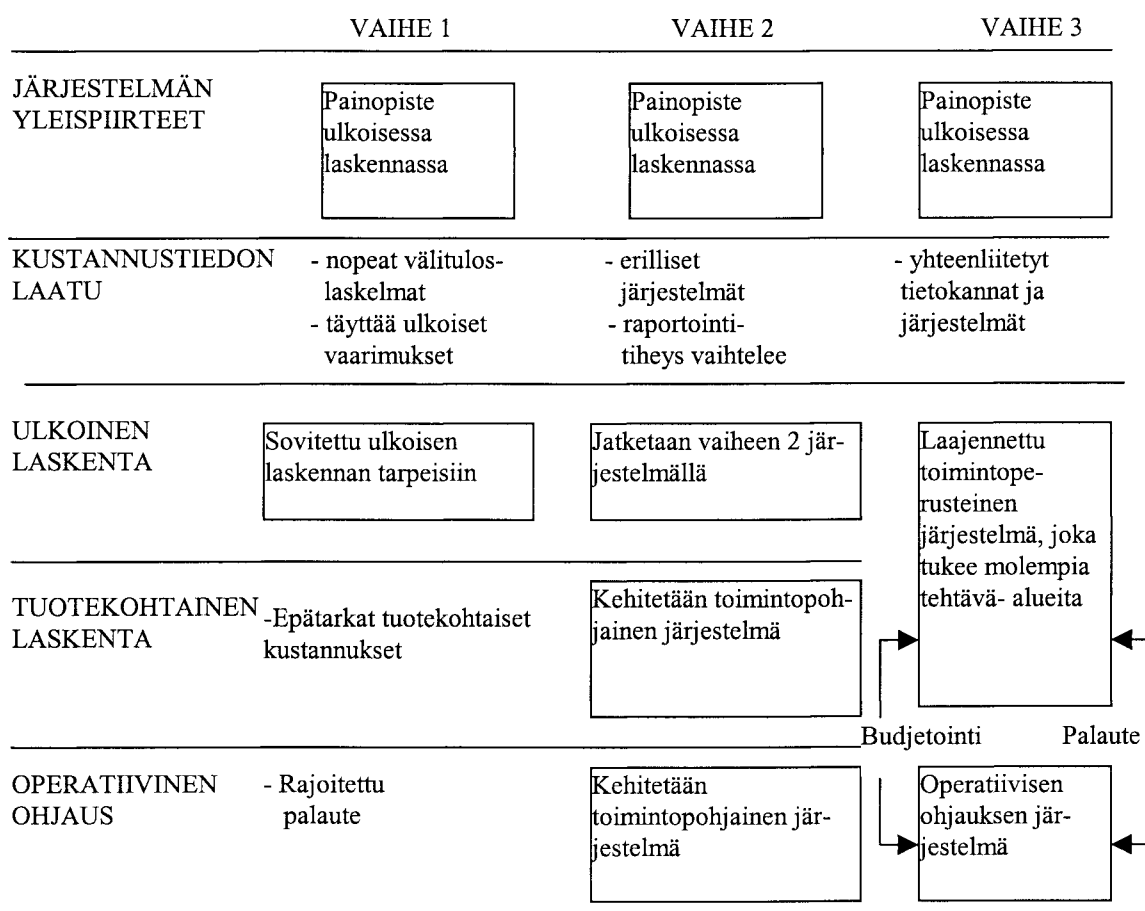 VAIHE 1
VAIHE 2
VAIHE 3
JÄRJESTELMÄN
YLEISPIIRTEET
Painopiste
ulkoisessa
laskennassa
Painopiste
ulkoisessa
laskennassa
Painopiste
ulkoisessa
laskennassa
KUSTANNUSTIEDON
LAATU
- nopeat välitulos-
laskelmat
- täyttää ulkoiset
vaarimukset
- erilliset
järjestelmät
- raportointi-
tiheys vaihtelee
- yhteenliitetyt
tietokannat ja
järjestelmät
ULKOINEN
LASKENTA
Sovitettu ulkoisen
laskennan tarpeisiin
Jatketaan vaiheen 2 jär-
jestelmällä
Laajennettu
toimintope-
rusteinen
järjestelmä, joka
tukee molempia
tehtävä- alueita
TUOTEKOHTAINEN
LASKENTA
-Epätarkat tuotekohtaiset
kustannukset
Kehitetään toimintopoh-
jainen järjestelmä
Budjetointi
Palaute
OPERATIIVINEN
OHJAUS
- Rajoitettu
palaute
Kehitetään
toimintopohjainen jär-
jestelmä
Operatiivisen
ohjauksen jär-
jestelmä